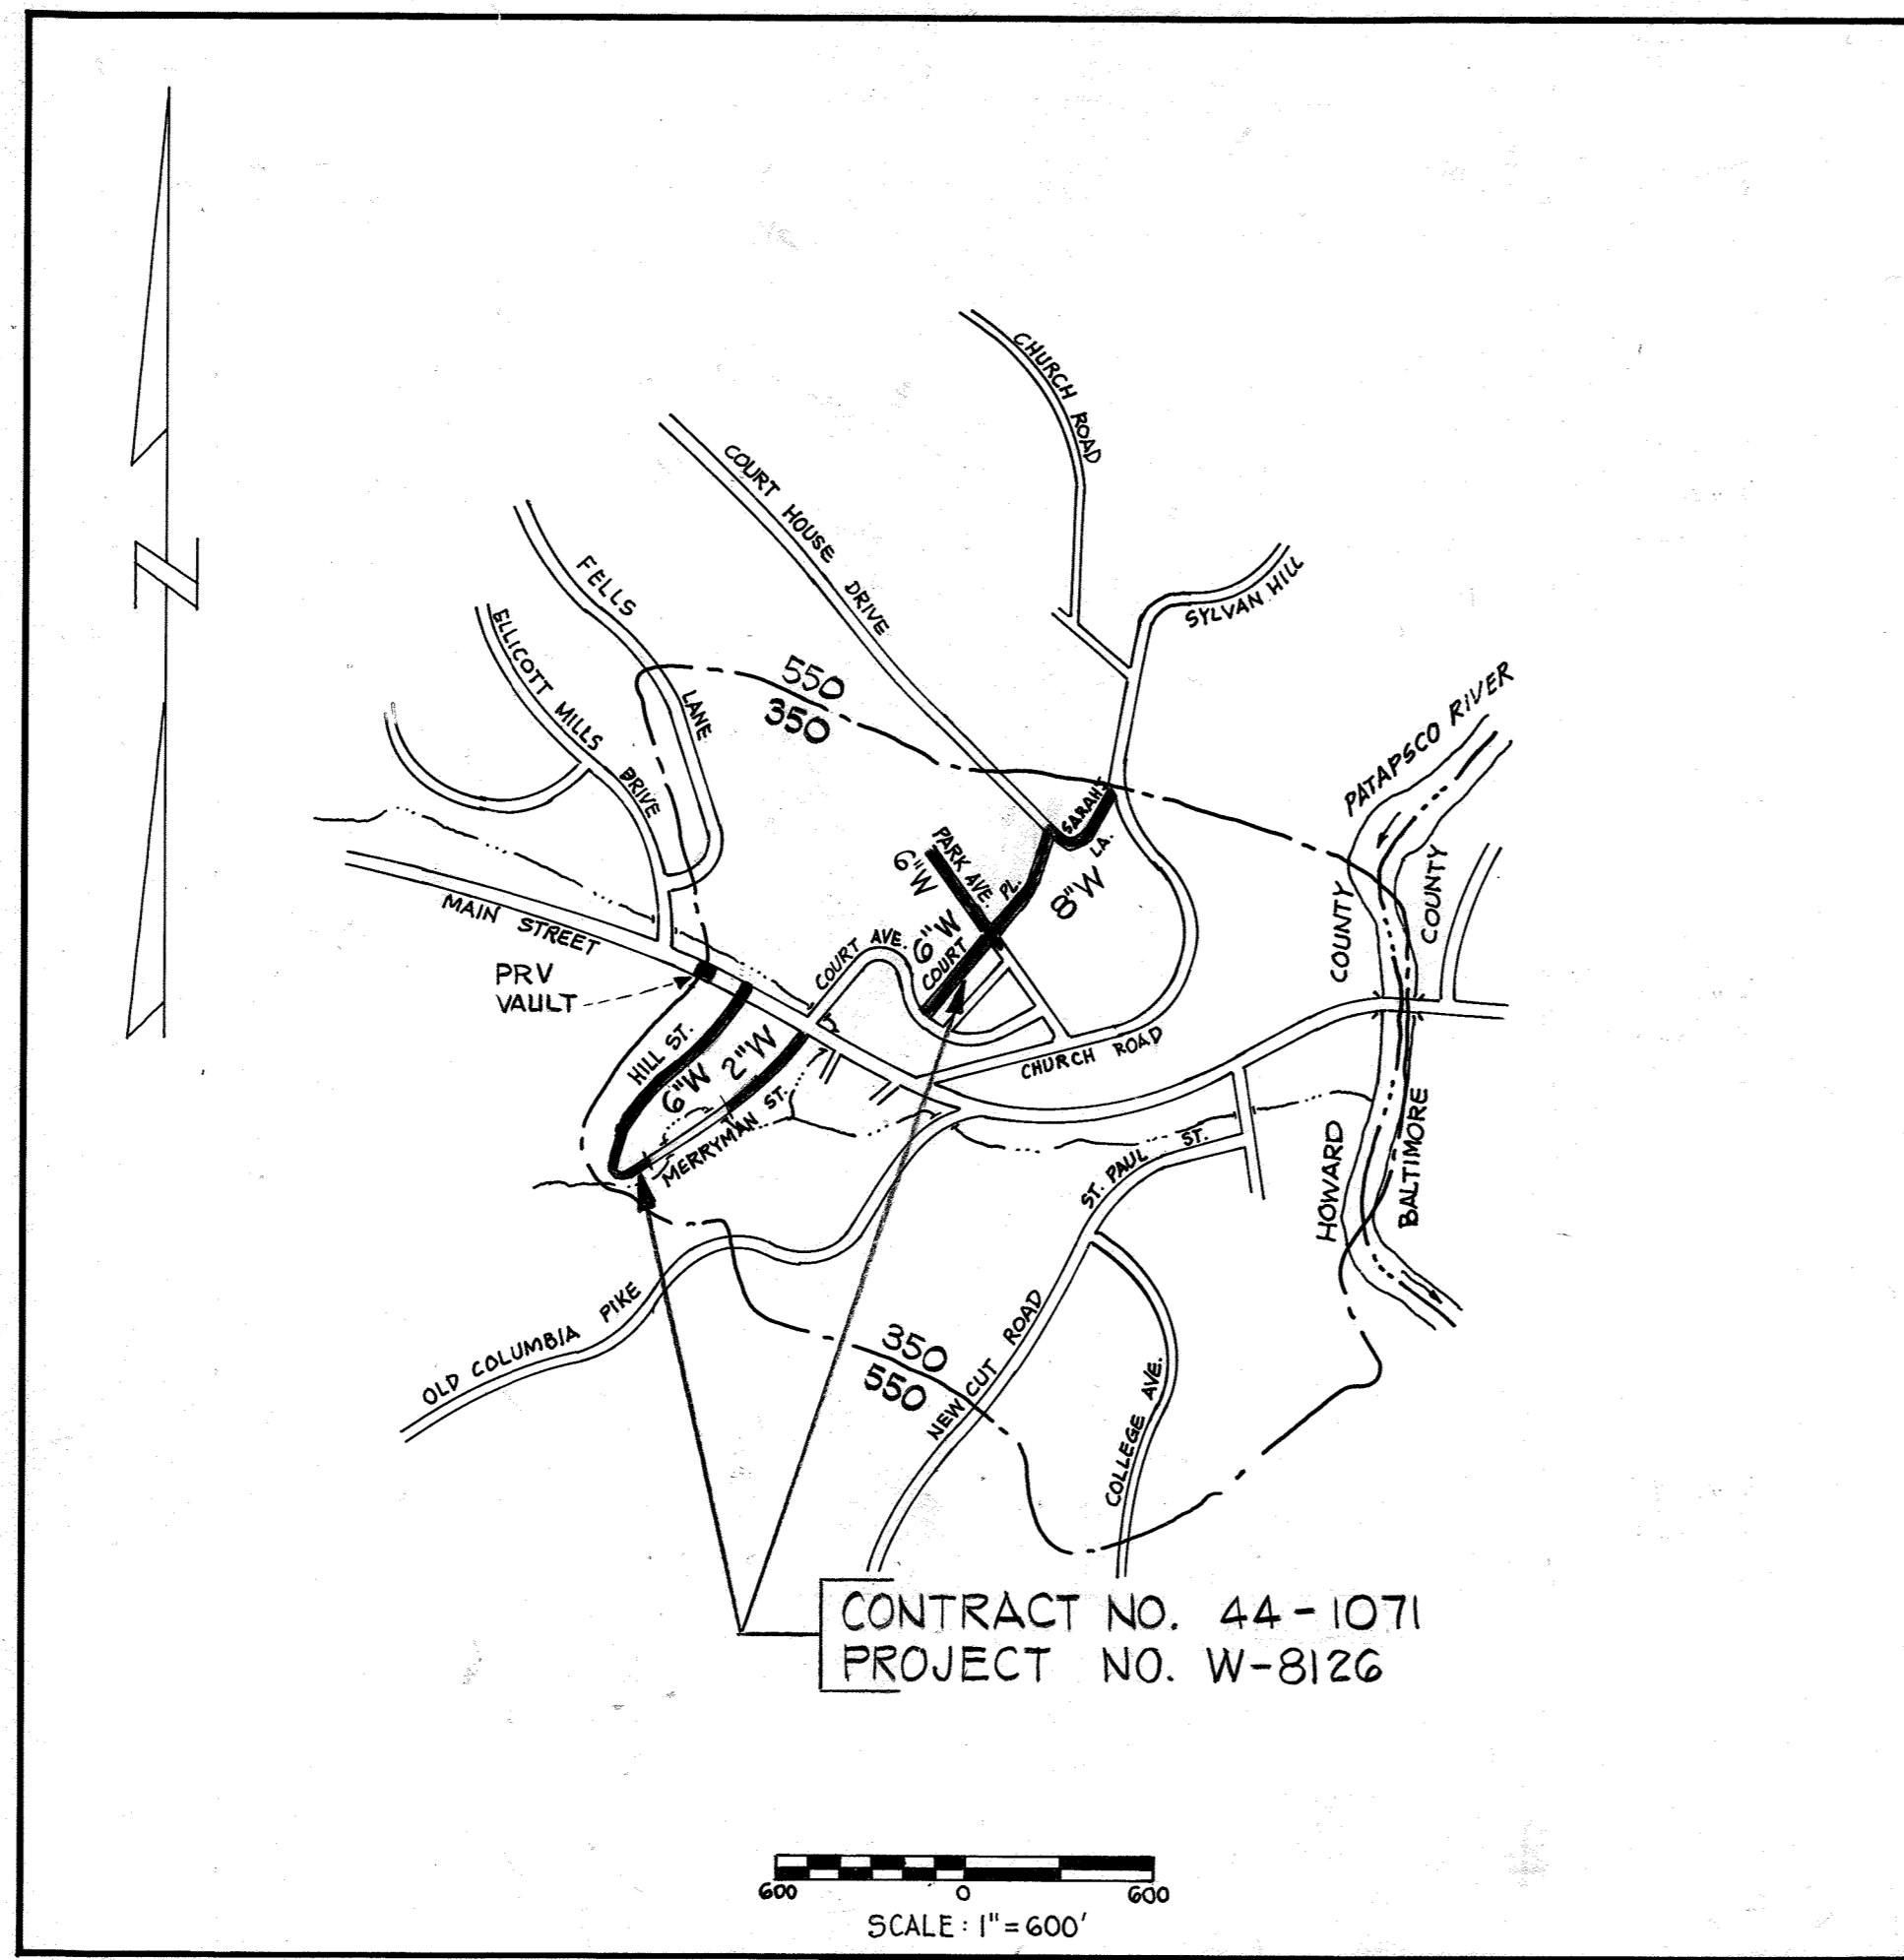 CHURCH ROAD
COURT HOUSE DRIVE
FELLS LANE
SYLVAN HILL
ELLICOTT MILLS DRIVE
550
350
PATAPSCO RIVER
SARAHS LA.
PARK AVE.
6"W
COURT PL.
8"W
6"W
COURT AVE.
MAIN STREET
HOWARD COUNTY
BALTIMORE COUNTY
PRV
VAULT
HILL ST.
6"W
2"W
MERRYMAN ST.
CHURCH ROAD
ST. PAUL ST.
OLD COLUMBIA PIKE
NEW CUT ROAD
350
550
COLLEGE AVE.
CONTRACT NO. 44-1071
PROJECT NO. W-8126
N
600 0 600
SCALE: 1"=600'